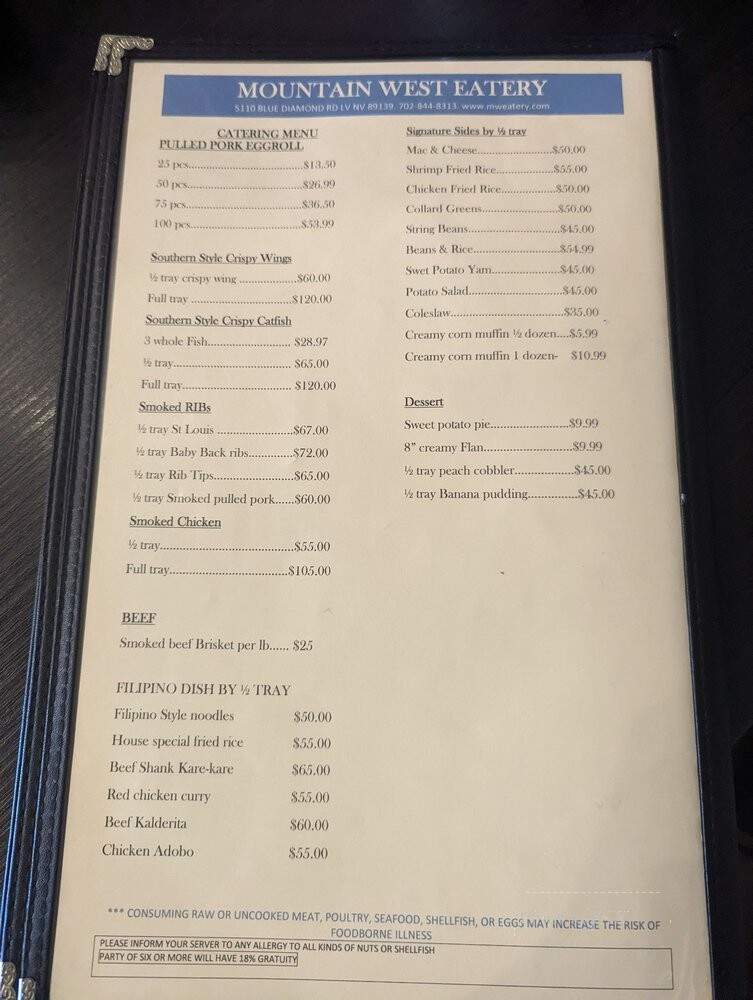 MOUNTAIN WEST EATERY
5110 BLUE DIAMOND RD LV NV 89139. 702-844-8313. www.mweatery.com
CATERING MENU
PULLED PORK EGGROLL
25 pcs....................................$13.50
50 pcs....................................$26.99
75 pcs....................................$36.50
100 pcs..................................$53.99
Southern Style Crispy Wings
½ tray crispy wing ..................$60.00
Full tray ................................$120.00
Southern Style Crispy Catfish
3 whole Fish.......................... $28.97
½ tray..................................... $65.00
Full tray................................. $120.00
Smoked RIBs
½ tray St Louis .......................$67.00
½ tray Baby Back ribs.............$72.00
½ tray Rib Tips.......................$65.00
½ tray Smoked pulled pork......$60.00
Smoked Chicken
½ tray........................................$55.00
Full tray....................................$105.00
BEEF
Smoked beef Brisket per lb...... $25
FILIPINO DISH BY ½ TRAY
Filipino Style noodles $50.00
House special fried rice $55.00
Beef Shank Kare-kare $65.00
Red chicken curry $55.00
Beef Kalderita $60.00
Chicken Adobo $55.00
Signature Sides by ½ tray
Mac & Cheese.......................$50.00
Shrimp Fried Rice..................$55.00
Chicken Fried Rice.................$50.00
Collard Greens.......................$50.00
String Beans............................$45.00
Beans & Rice..........................$54.99
Swet Potato Yam.....................$45.00
Potato Salad............................$45.00
Coleslaw..................................$35.00
Creamy corn muffin ½ dozen....$5.99
Creamy corn muffin 1 dozen- $10.99
Dessert
Sweet potato pie........................$9.99
8” creamy Flan...........................$9.99
½ tray peach cobbler..................$45.00
½ tray Banana pudding...............$45.00
*** CONSUMING RAW OR UNCOOKED MEAT, POULTRY, SEAFOOD, SHELLFISH, OR EGGS MAY INCREASE THE RISK OF
FOODBORNE ILLNESS
PLEASE INFORM YOUR SERVER TO ANY ALLERGY TO ALL KINDS OF NUTS OR SHELLFISH
PARTY OF SIX OR MORE WILL HAVE 18% GRATUITY